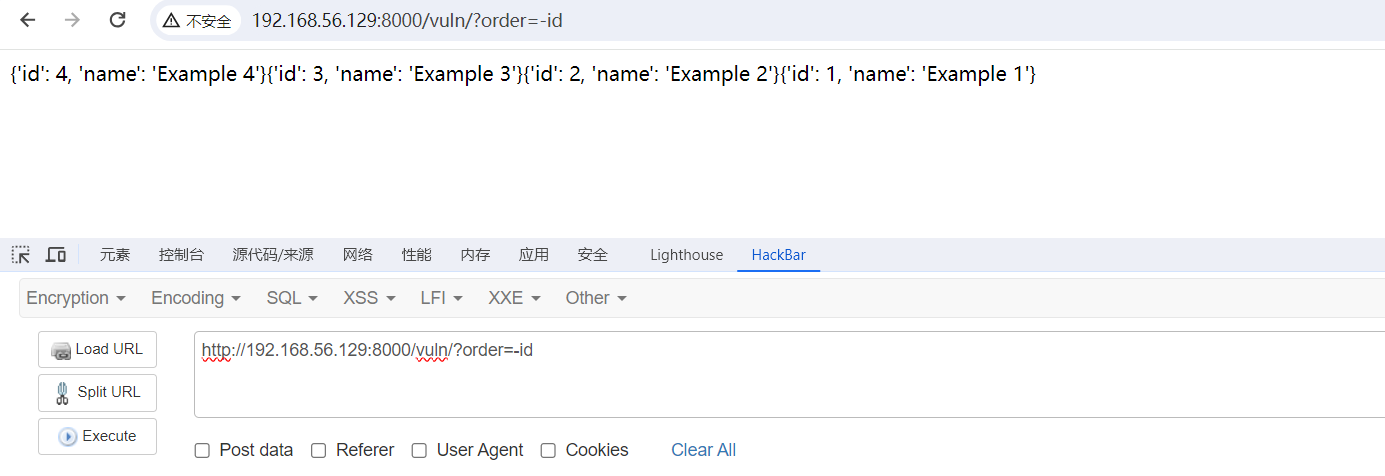 不安全 192.168.56.129:8000/vuln/?order=-id
{'id': 4, 'name': 'Example 4'}{'id': 3, 'name': 'Example 3'}{'id': 2, 'name': 'Example 2'}{'id': 1, 'name': 'Example 1'}
元素 控制台 源代码/来源 网络 性能 内存 应用 安全 Lighthouse HackBar
Encryption Encoding SQL XSS LFI XXE Other
Load URL http://192.168.56.129:8000/vuln/?order=-id
Split URL
Execute
Post data Referer User Agent Cookies Clear All